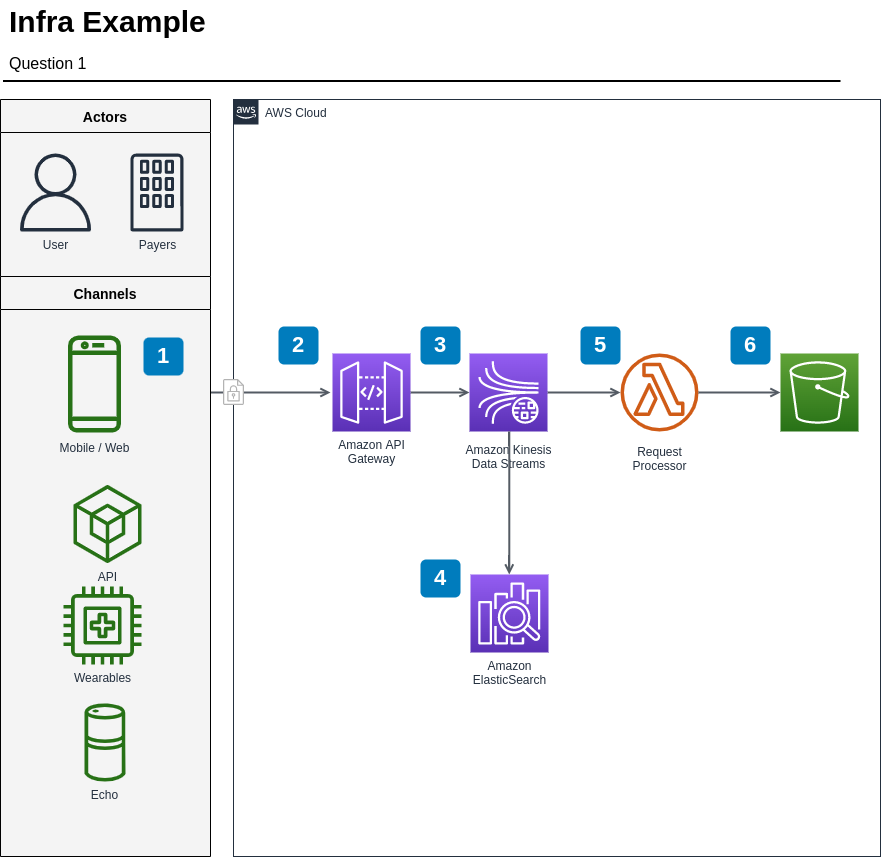 Infra Example
Question 1
Actors
User
Payers
Channels
1
Mobile / Web
API
Wearables
Echo
aws
AWS Cloud
2
3
5
6
</>
Amazon API
Gateway
Amazon Kinesis
Data Streams
Request
Processor
4
Amazon
ElasticSearch